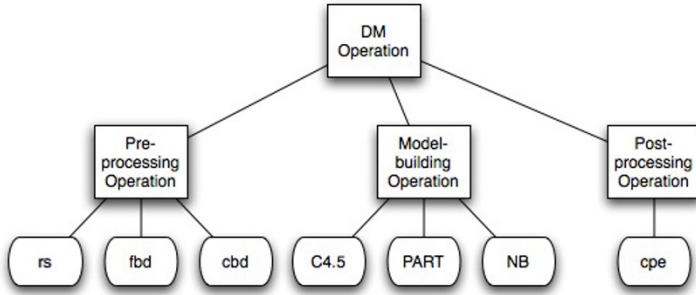 DM
Operation
Pre-
processing
Operation
Model-
building
Operation
Post-
processing
Operation
rs
fbd
cbd
C4.5
PART
NB
cpe